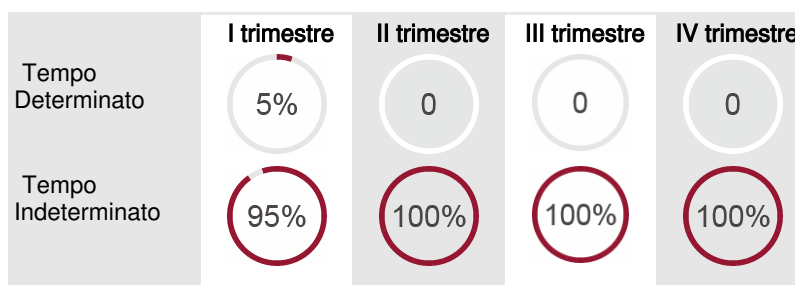 I trimestre II trimestre III trimestre IV trimestre
Tempo
Determinato
5% 0 0 0
Tempo
Indeterminato
95% 100% 100% 100%